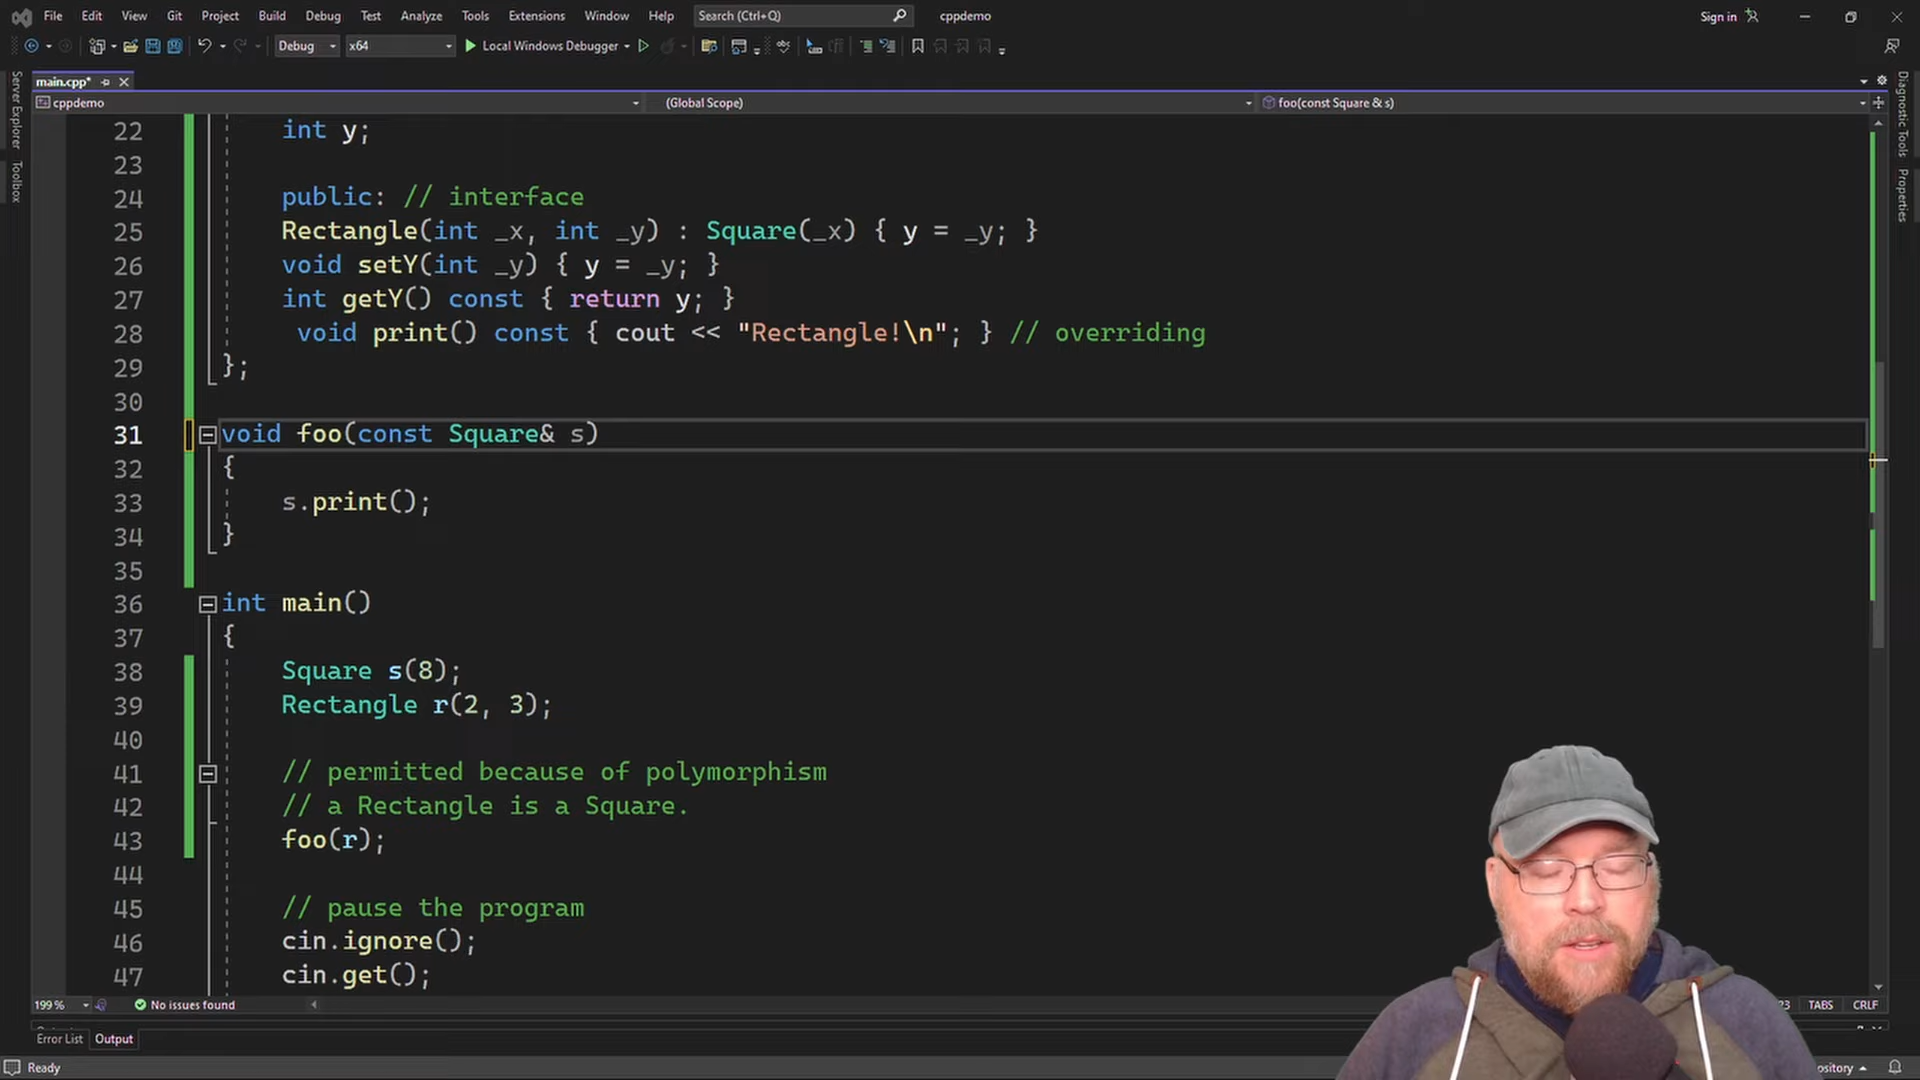 File Edit View Git Project Build Debug Test Analyze Tools Extensions Window Help Search (Ctrl+Q) cppdemo Sign in
Debug x64 Local Windows Debugger
main.cpp*
cppdemo (Global Scope) foo(const Square & s)
Server Explorer
Toolbox
Diagnostic Tools
Properties
22 int y;
23
24 public: // interface
25 Rectangle(int _x, int _y) : Square(_x) { y = _y; }
26 void setY(int _y) { y = _y; }
27 int getY() const { return y; }
28 void print() const { cout << "Rectangle!\n"; } // overriding
29 };
30
31 void foo(const Square& s)
32 {
33 s.print();
34 }
35
36 int main()
37 {
38 Square s(8);
39 Rectangle r(2, 3);
40
41 // permitted because of polymorphism
42 // a Rectangle is a Square.
43 foo(r);
44
45 // pause the program
46 cin.ignore();
47 cin.get();
199 % No issues found TABS CRLF
Error List Output
Ready